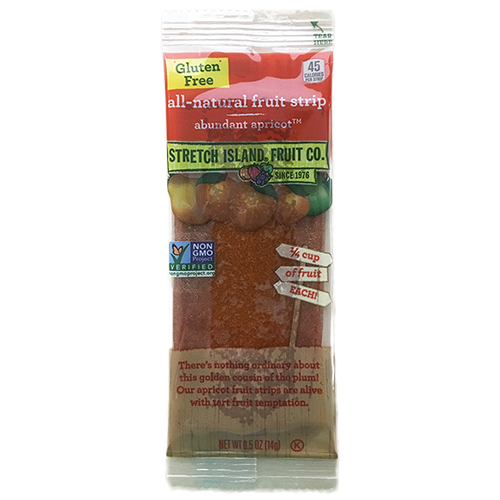 TEAR
HERE
Gluten
Free
45
CALORIES
PER STRIP
all-natural fruit strip
abundant apricot™
STRETCH ISLAND FRUIT CO.
SINCE 1976
NON
GMO
Project
VERIFIED
nongmoproject.org
½ cup
of fruit
EACH!
There's nothing ordinary about
this golden cousin of the plum!
Our apricot fruit strips are alive
with tart fruit temptation.
NET WT 0.5 OZ (14g)
K